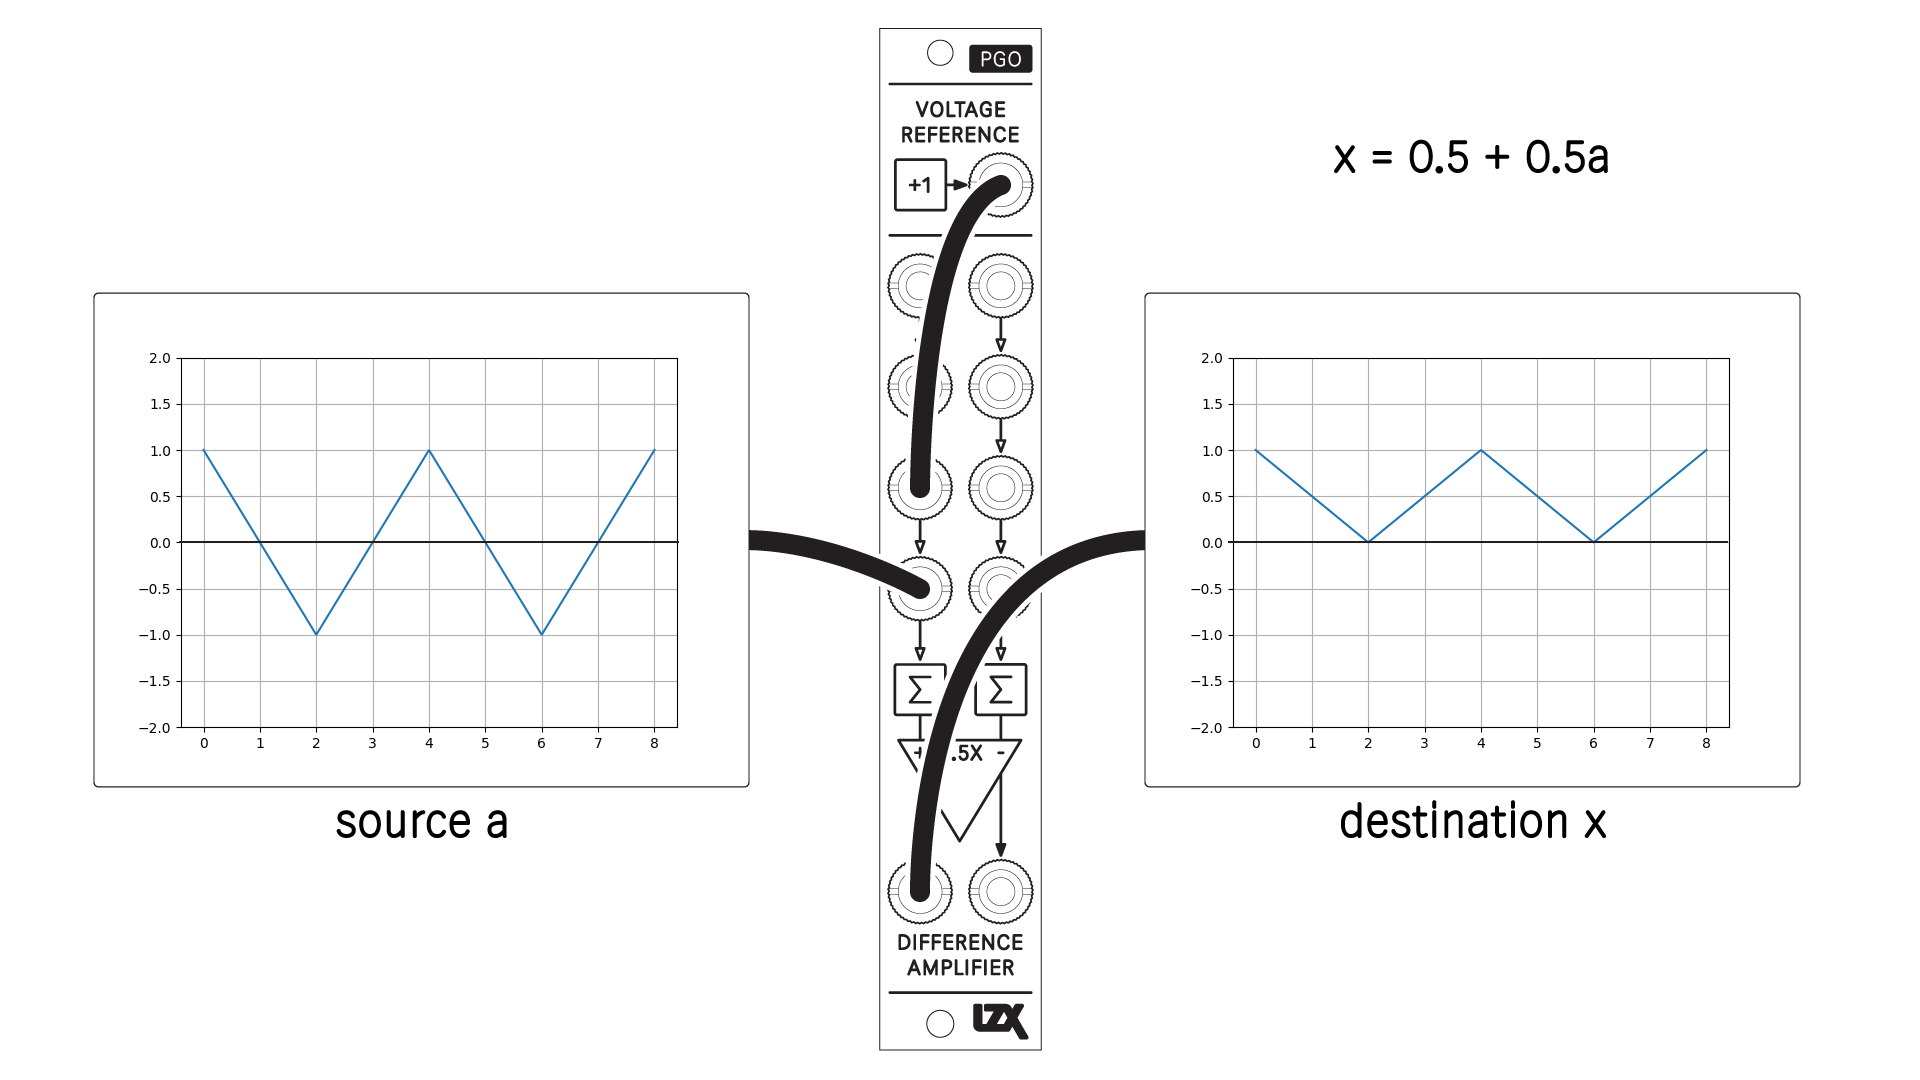 PGO
VOLTAGE
REFERENCE
+1
x = 0.5 + 0.5a
2.0
1.5
1.0
0.5
0.0
−0.5
−1.0
−1.5
−2.0
0 1 2 3 4 5 6 7 8
source a
Σ Σ
.5X -
DIFFERENCE
AMPLIFIER
LZX
2.0
1.5
1.0
0.5
0.0
−0.5
−1.0
−1.5
−2.0
0 1 2 3 4 5 6 7 8
destination x